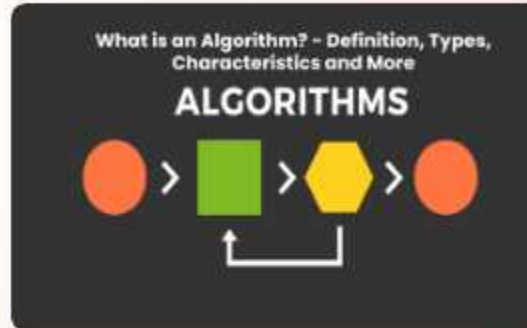 What is an Algorithm? - Definition, Types,
Characteristics and More
ALGORITHMS